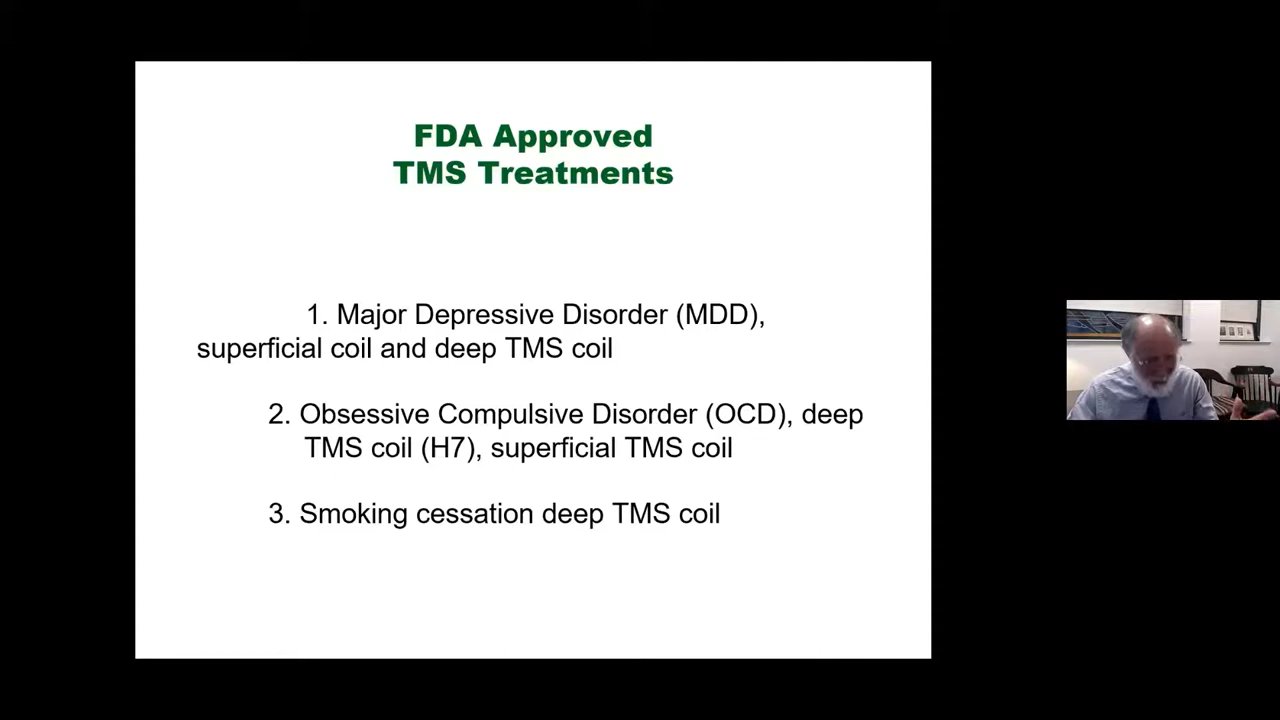 FDA Approved
TMS Treatments
1. Major Depressive Disorder (MDD),
superficial coil and deep TMS coil
2. Obsessive Compulsive Disorder (OCD), deep
TMS coil (H7), superficial TMS coil
3. Smoking cessation deep TMS coil